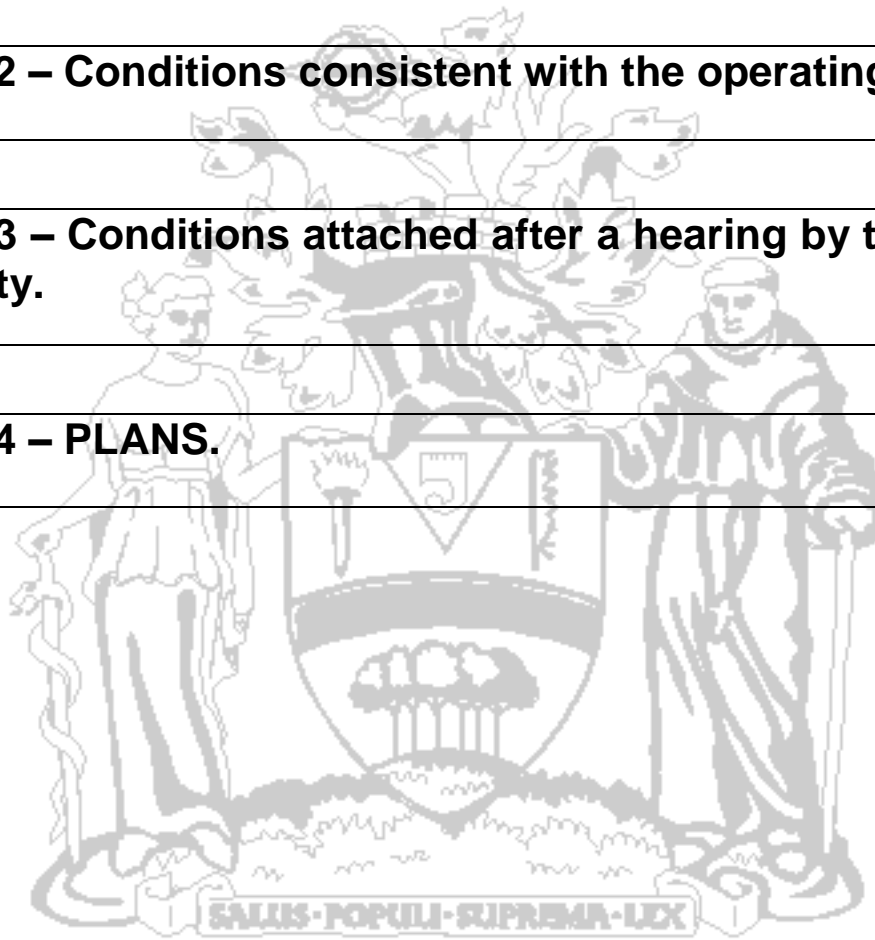 2 – Conditions consistent with the operating
3 – Conditions attached after a hearing by t
ty.
4 – PLANS.
SALUS·POPULI·SUPREMA·LEX